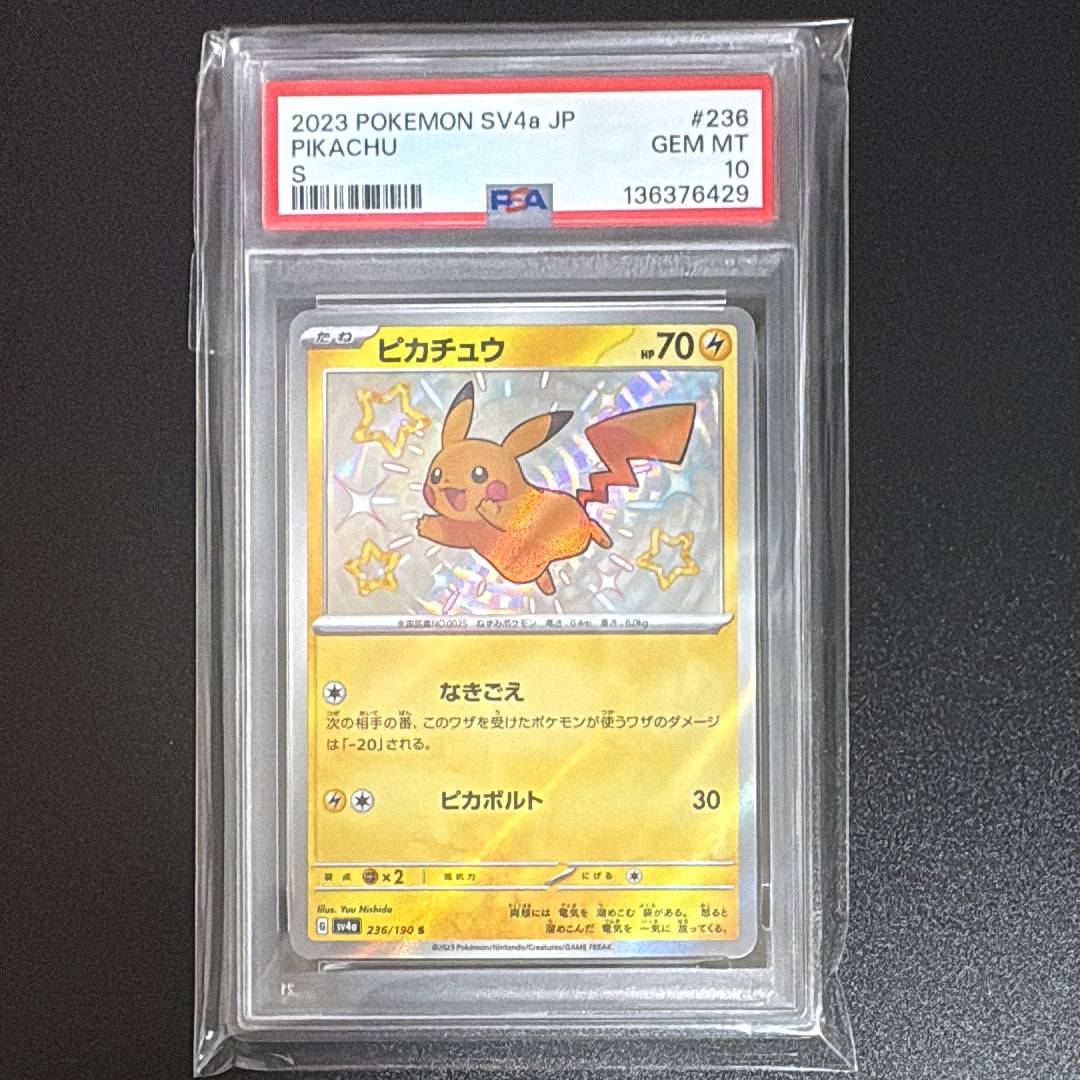 2023 POKEMON SV4a JP #236
PIKACHU GEM MT
S 10
PSA 136376429
たね ピカチュウ HP 70
全国図鑑NO.0025 ねずみポケモン 高さ:0.4m 重さ:6.0kg
なきごえ
次の相手の番、このワザを受けたポケモンが使うワザのダメージ
は「-20」される。
ピカボルト 30
弱点 ×2 抵抗力 にげる
Illus. Yuu Nishida
両頬には 電気を 溜めこむ 袋がある。 怒ると
溜めこんだ 電気を 一気に 放ってくる。
G sv4a 236/190 S
©2023 Pokémon/Nintendo/Creatures/GAME FREAK.